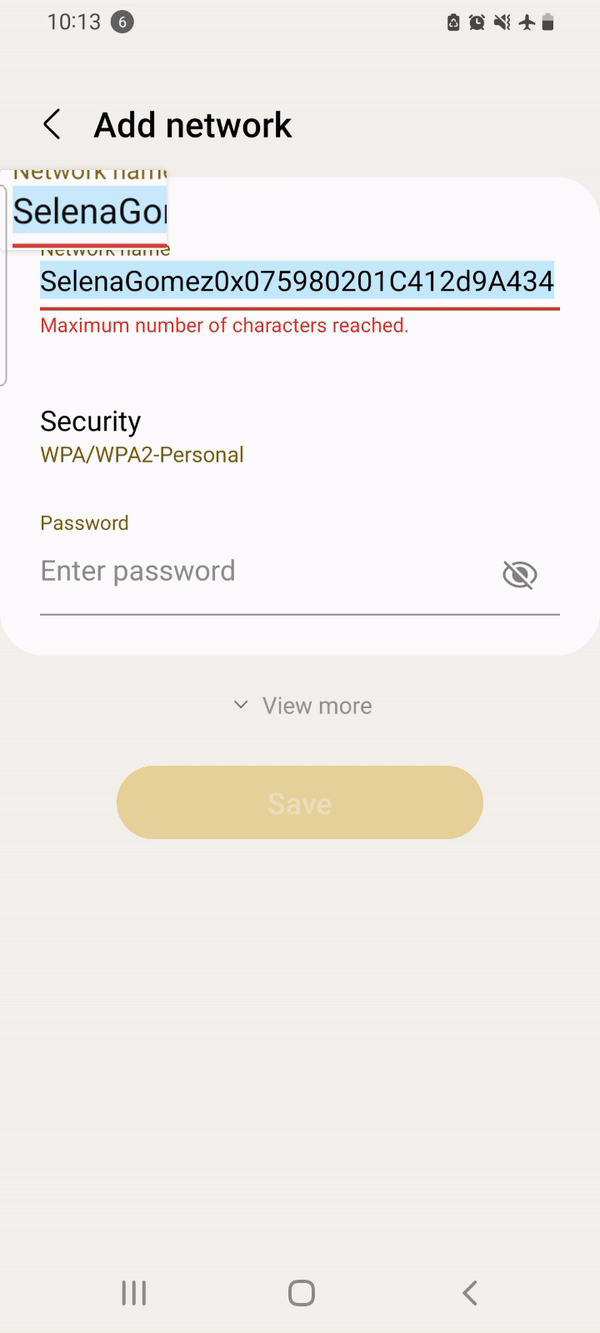 10:13 6
Add network
Network name
SelenaGo
Network name
SelenaGomez0x075980201C412d9A434
Maximum number of characters reached.
Security
WPA/WPA2-Personal
Password
Enter password
View more
Save